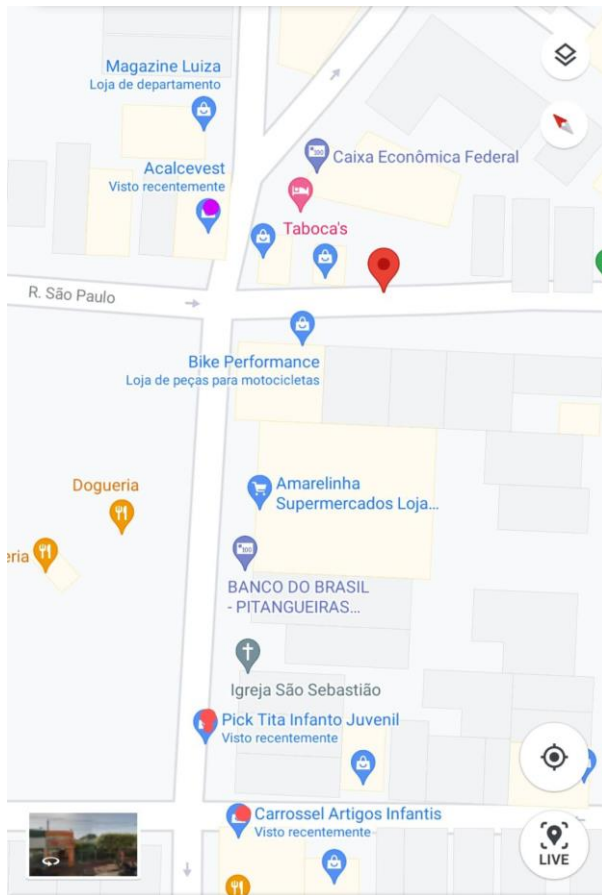 Magazine Luiza
Loja de departamento
Acalcevest
Visto recentemente
Caixa Econômica Federal
Taboca's
R. São Paulo
Bike Performance
Loja de peças para motocicletas
Dogueria
Amarelinha
Supermercados Loja...
eria
BANCO DO BRASIL
- PITANGUEIRAS...
Igreja São Sebastião
Pick Tita Infanto Juvenil
Visto recentemente
Carrossel Artigos Infantis
Visto recentemente
LIVE